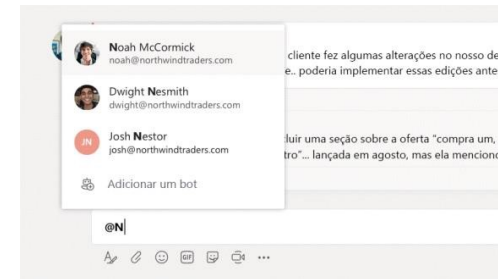 Noah McCormick
noah@northwindtraders.com
cliente fez algumas alterações no nosso de
e.. poderia implementar essas edições ante
Dwight Nesmith
dwight@northwindtraders.com
JN
Josh Nestor
josh@northwindtraders.com
luir uma seção sobre a oferta "compra um,
tro"... lançada em agosto, mas ela mencion
Adicionar um bot
@N
GIF